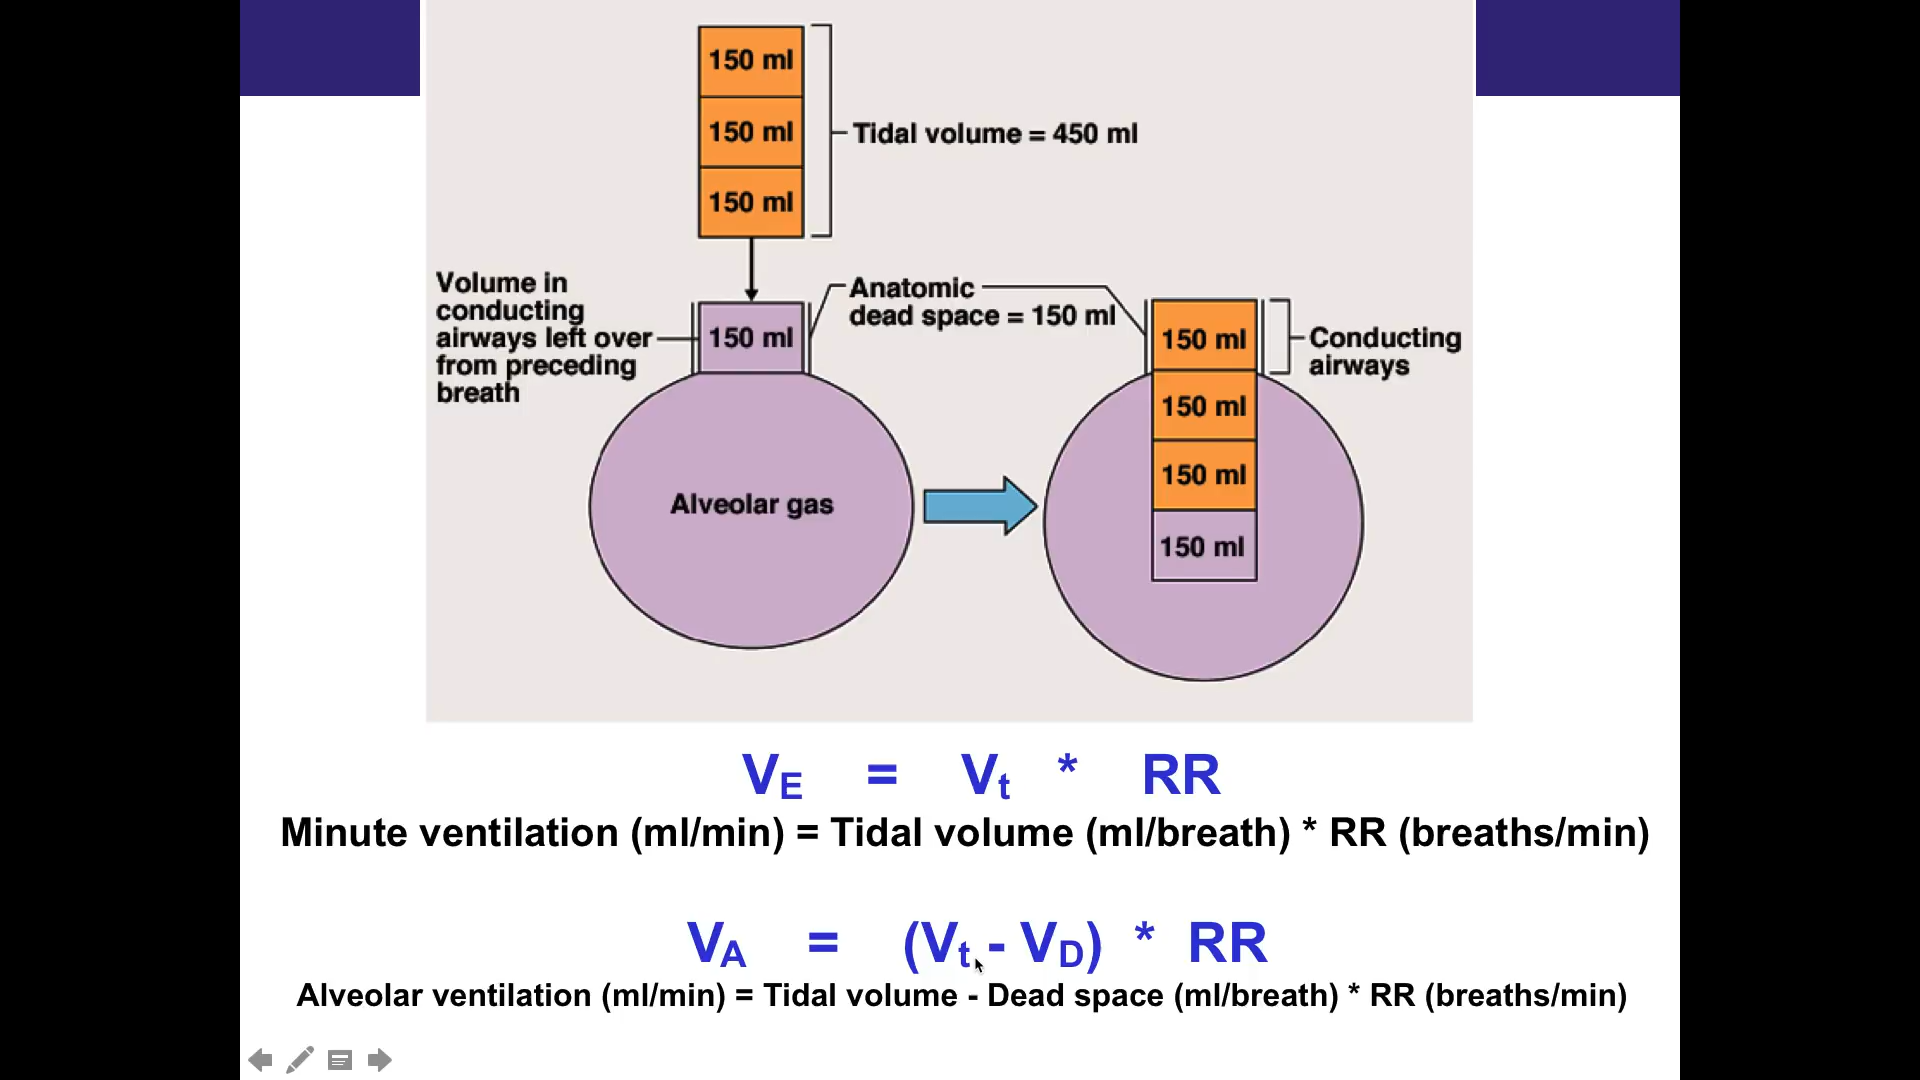 150 ml
150 ml
150 ml
Tidal volume = 450 ml
Volume in
conducting
airways left over
from preceding
breath
150 ml
Anatomic
dead space = 150 ml
150 ml
150 ml
150 ml
150 ml
Conducting
airways
Alveolar gas
VE = Vt * RR
Minute ventilation (ml/min) = Tidal volume (ml/breath) * RR (breaths/min)
VA = (Vt - VD) * RR
Alveolar ventilation (ml/min) = Tidal volume - Dead space (ml/breath) * RR (breaths/min)